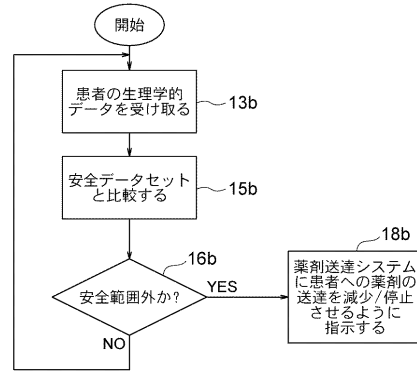 開始
患者の生理学的
データを受け取る
13b
安全データセット
と比較する
15b
16b
安全範囲外か?
YES
NO
18b
薬剤送達システム
に患者への薬剤の
送達を減少/停止
させるように
指示する